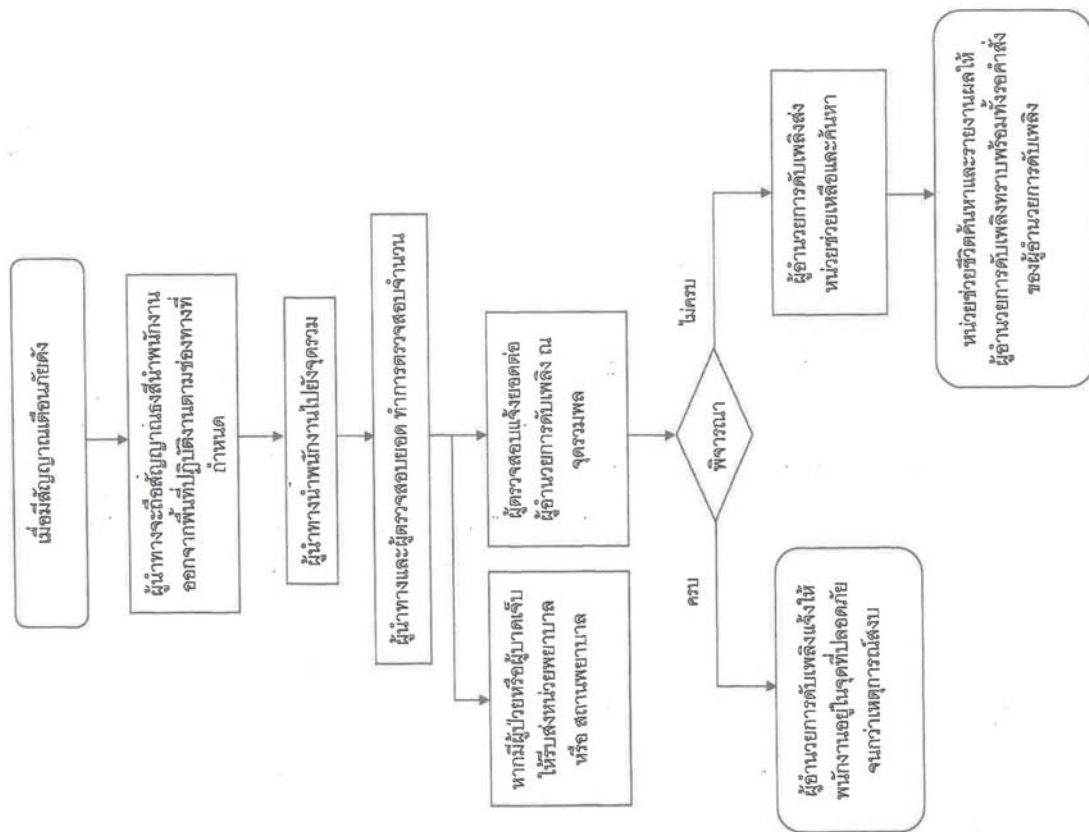 เมื่อมีสัญญาณเตือนภัยดัง
ผู้นำทางจะถือสัญญาณธงสีนำพนักงาน
ออกจากพื้นที่ปฏิบัติงานตามช่องทางที่
กำหนด
ผู้นำทางนำพนักงานไปยังจุดรวม
ผู้นำทางและผู้ตรวจสอบยอด ทำการตรวจสอบจำนวน
หากมีผู้ป่วยหรือผู้บาดเจ็บ
ให้รีบส่งหน่วยพยาบาล
หรือ สถานพยาบาล
ผู้ตรวจสอบแจ้งยอดต่อ
ผู้อำนวยการดับเพลิง ณ
จุดรวมพล
พิจารณา
ครบ
ไม่ครบ
ผู้อำนวยการดับเพลิงแจ้งให้
พนักงานอยู่ในจุดที่ปลอดภัย
จนกว่าเหตุการณ์สงบ
ผู้อำนวยการดับเพลิงส่ง
หน่วยช่วยเหลือและค้นหา
หน่วยช่วยชีวิตค้นหาและรายงานผลให้
ผู้อำนวยการดับเพลิงทราบพร้อมทั้งรอคำสั่ง
ของผู้อำนวยการดับเพลิง